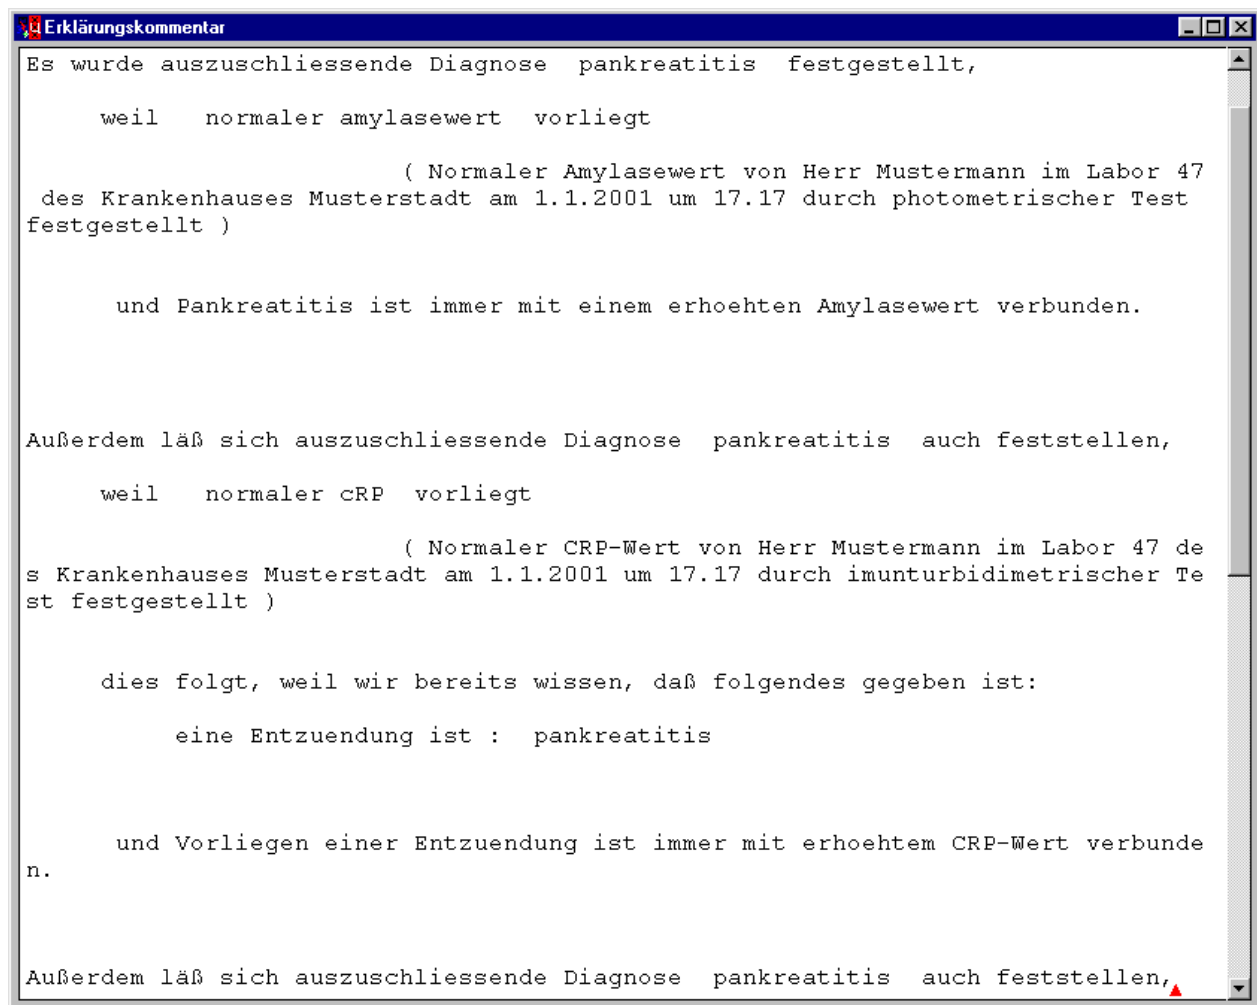 Erklärungskommentar
Es wurde auszuschliessende Diagnose pankreatitis festgestellt,
weil normaler amylasewert vorliegt
( Normaler Amylasewert von Herr Mustermann im Labor 47
des Krankenhauses Musterstadt am 1.1.2001 um 17.17 durch photometrischer Test
festgestellt )
und Pankreatitis ist immer mit einem erhoehten Amylasewert verbunden.
Außerdem läß sich auszuschliessende Diagnose pankreatitis auch feststellen,
weil normaler cRP vorliegt
( Normaler CRP-Wert von Herr Mustermann im Labor 47 de
s Krankenhauses Musterstadt am 1.1.2001 um 17.17 durch imunturbidimetrischer Te
st festgestellt )
dies folgt, weil wir bereits wissen, daß folgendes gegeben ist:
eine Entzuendung ist : pankreatitis
und Vorliegen einer Entzuendung ist immer mit erhoehtem CRP-Wert verbunde
n.
Außerdem läß sich auszuschliessende Diagnose pankreatitis auch feststellen,